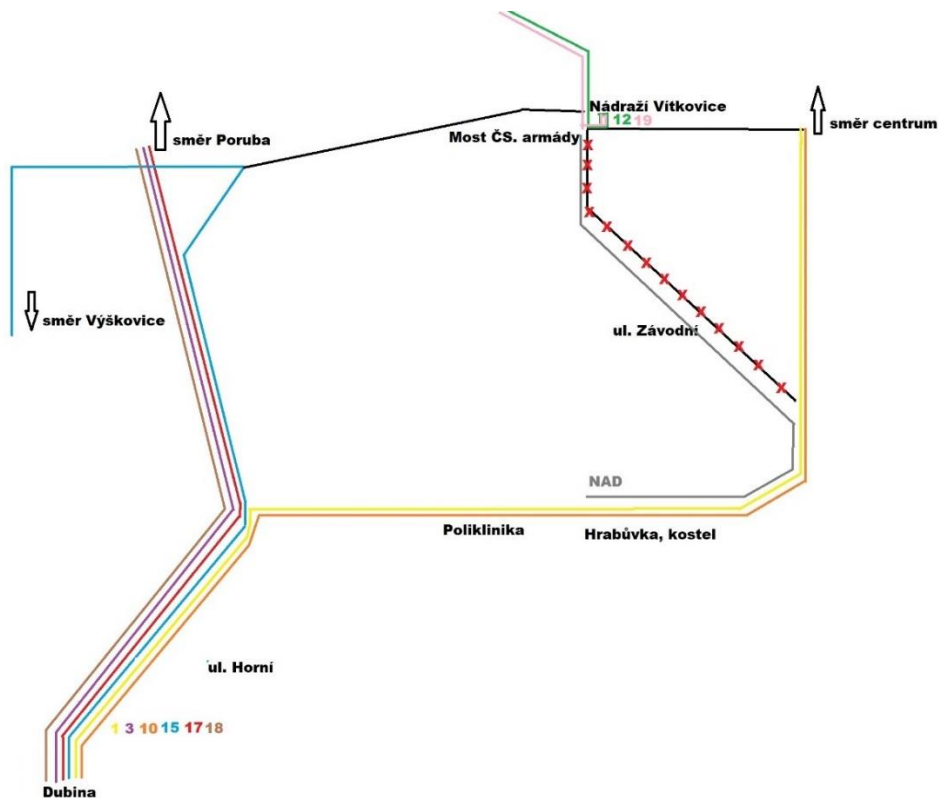 Nádraží Vítkovice
11 12 19
směr Poruba
Most ČS. armády
směr centrum
směr Výškovice
ul. Závodní
NAD
Poliklinika
Hrabůvka, kostel
ul. Horní
1 3 10 15 17 18
Dubina